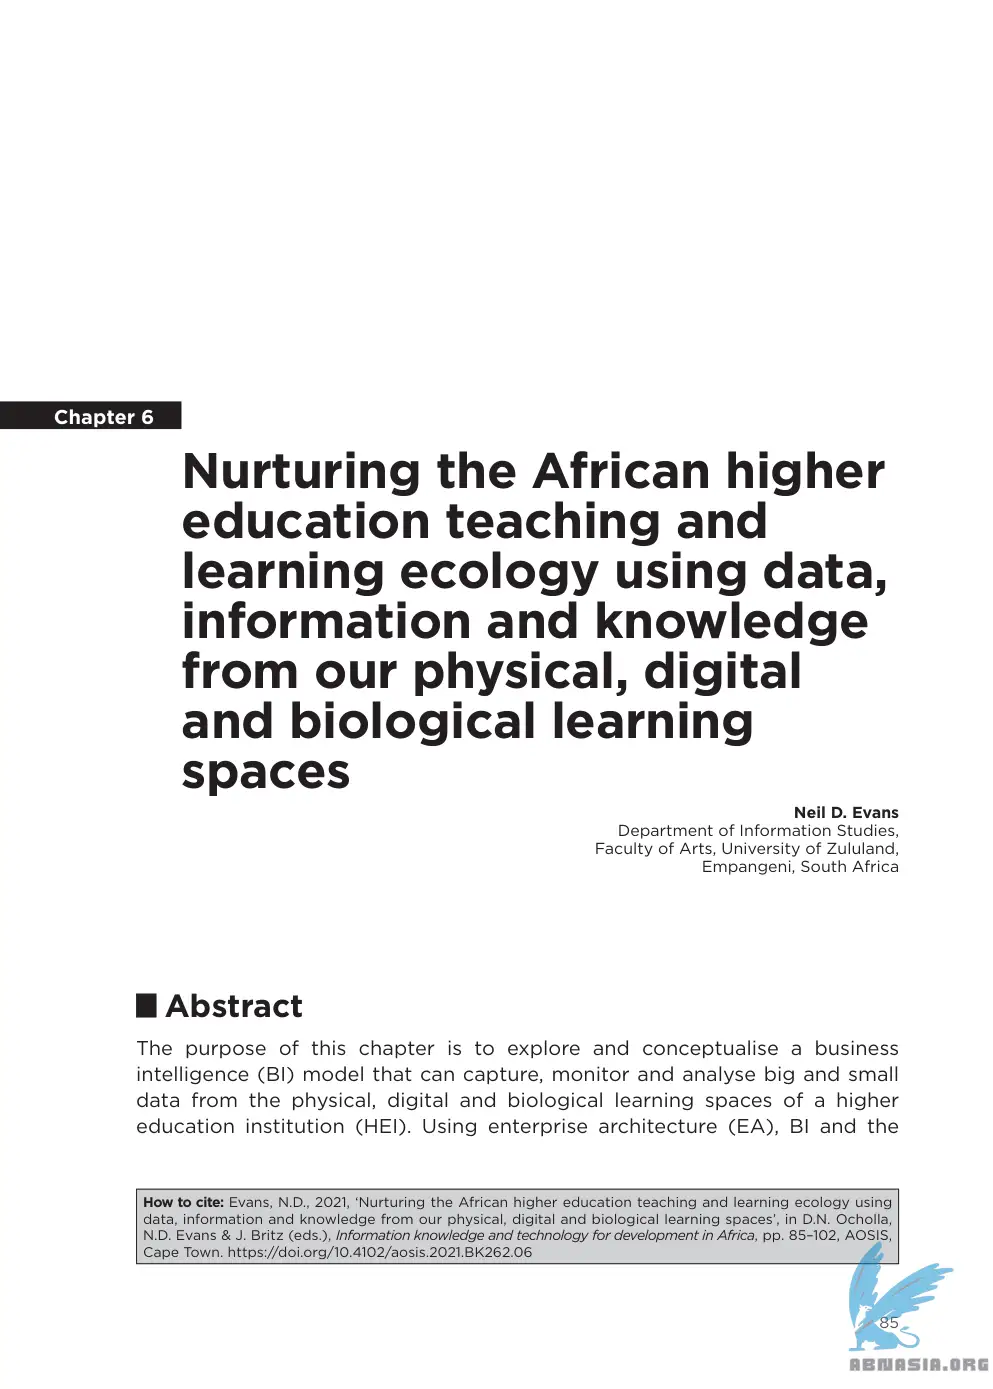 Chapter 6
Nurturing the African higher
education teaching and
learning ecology using data,
information and knowledge
from our physical, digital
and biological learning
spaces
Neil D. Evans
Department of Information Studies,
Faculty of Arts, University of Zululand,
Empangeni, South Africa
Abstract
The purpose of this chapter is to explore and conceptualise a business
intelligence (BI) model that can capture, monitor and analyse big and small
data from the physical, digital and biological learning spaces of a higher
education institution (HEI). Using enterprise architecture (EA), BI and the
How to cite: Evans, N.D., 2021, ‘Nurturing the African higher education teaching and learning ecology using
data, information and knowledge from our physical, digital and biological learning spaces’, in D.N. Ocholla,
N.D. Evans & J. Britz (eds.), Information knowledge and technology for development in Africa, pp. 85–102, AOSIS,
Cape Town. https://doi.org/10.4102/aosis.2021.BK262.06
85
ABNASIA.ORG